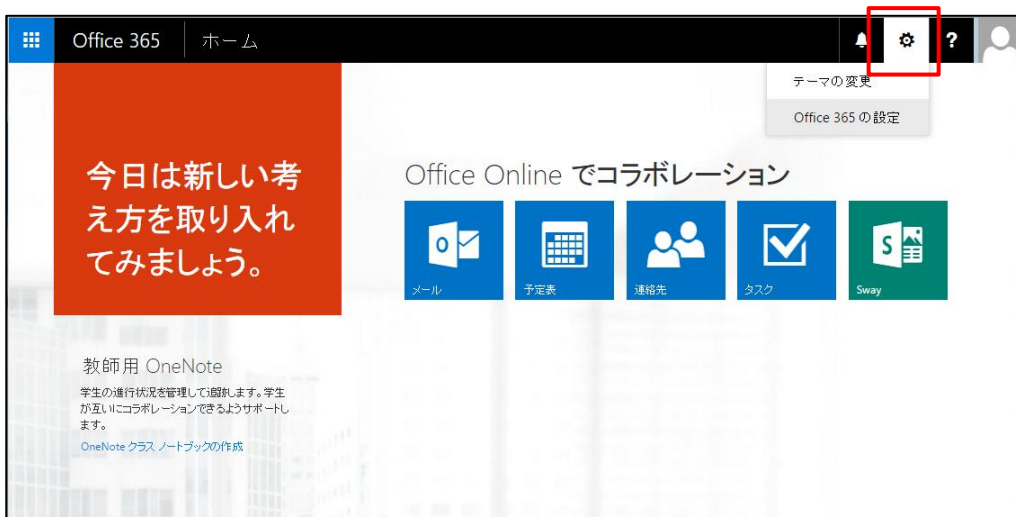 Office 365 ホーム ?
テーマの変更
Office 365 の設定
今日は新しい考
え方を取り入れ
てみましょう。
Office Online でコラボレーション
メール 予定表 連絡先 タスク Sway
教師用 OneNote
学生の進行状況を管理して追跡します。学生
が互いにコラボレーションできるようサポートし
ます。
OneNote クラス ノートブックの作成